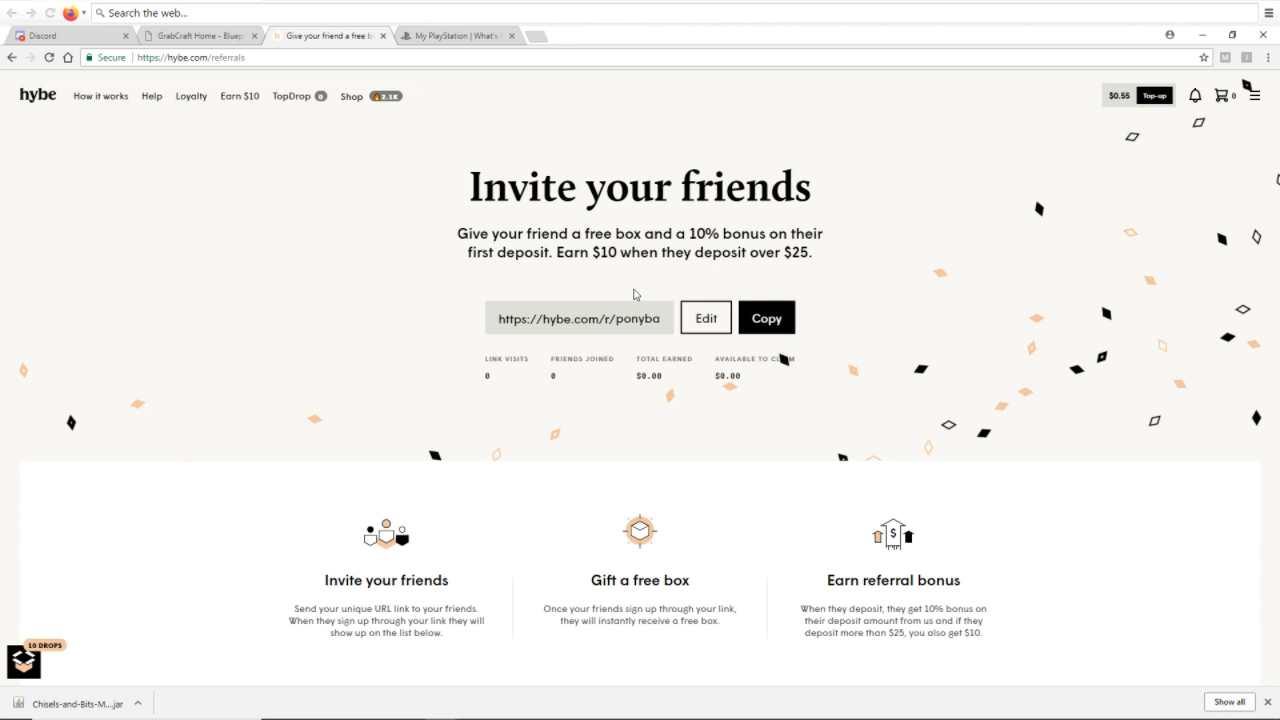 Search the web...
Discord
GrabCraft Home - Bluep
Give your friend a free b
My PlayStation | What's
Secure
https://hybe.com/referrals
hybe
How it works
Help
Loyalty
Earn $10
TopDrop 0
Shop 2.1K
$0.55
Top-up
0
Invite your friends
Give your friend a free box and a 10% bonus on their
first deposit. Earn $10 when they deposit over $25.
https://hybe.com/r/ponyba
Edit
Copy
LINK VISITS
FRIENDS JOINED
TOTAL EARNED
AVAILABLE TO
0
0
$0.00
$0.00
Invite your friends
Send your unique URL link to your friends.
When they sign up through your link they will
show up on the list below.
Gift a free box
Once your friends sign up through your link,
they will instantly receive a free box.
Earn referral bonus
When they deposit, they get 10% bonus on
their deposit amount from us and if they
deposit more than $25, you also get $10.
10 DROPS
Chisels-and-Bits-M....jar
Show all